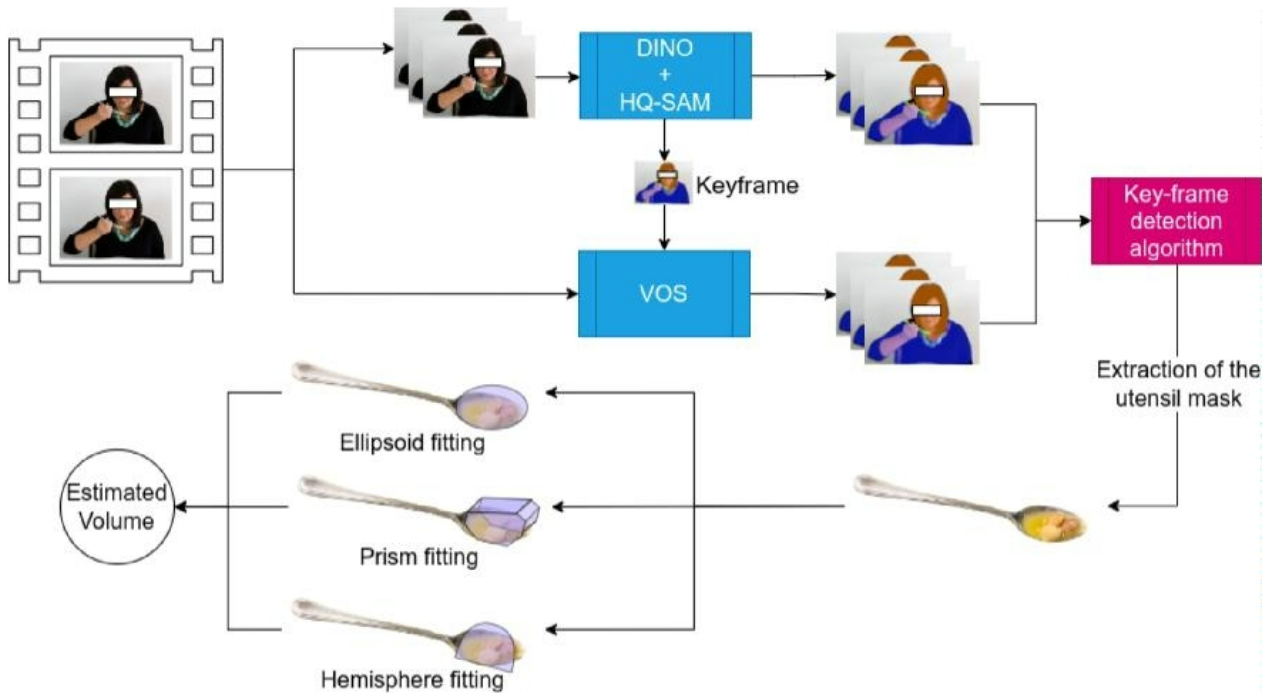 DINO
+
HQ-SAM
Keyframe
VOS
Key-frame
detection
algorithm
Extraction of the
utensil mask
Ellipsoid fitting
Prism fitting
Hemisphere fitting
Estimated
Volume